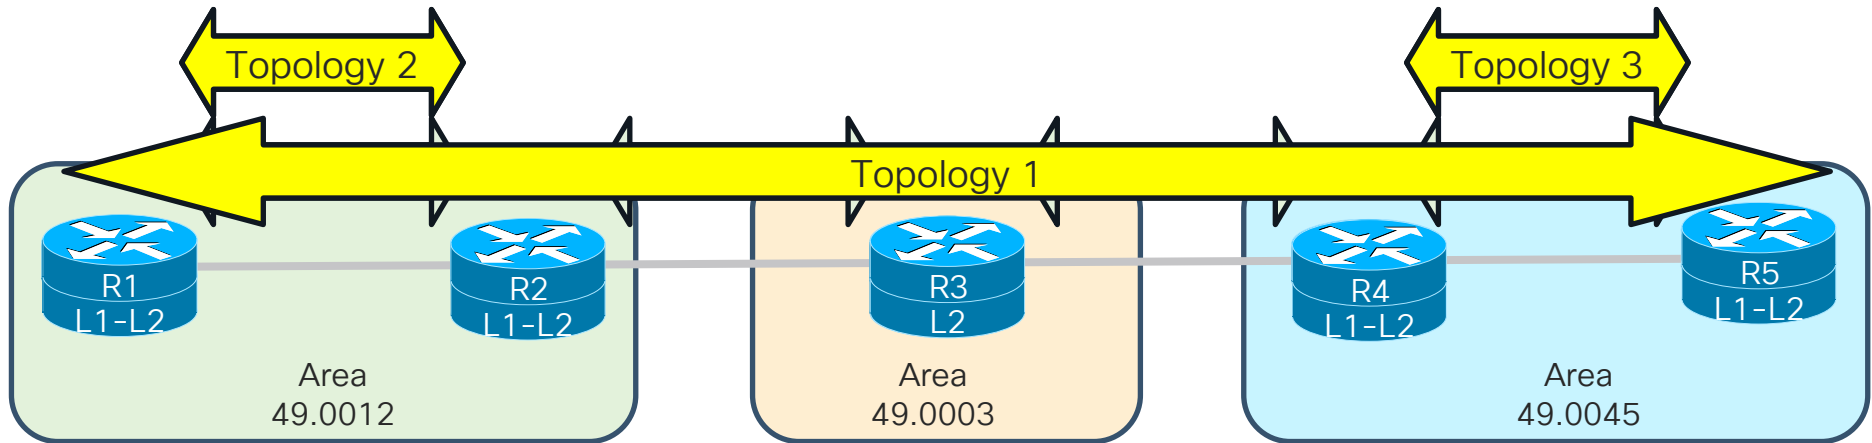 Topology 2
Topology 3
Topology 1
R1
L1-L2
R2
L1-L2
R3
L2
R4
L1-L2
R5
L1-L2
Area
49.0012
Area
49.0003
Area
49.0045